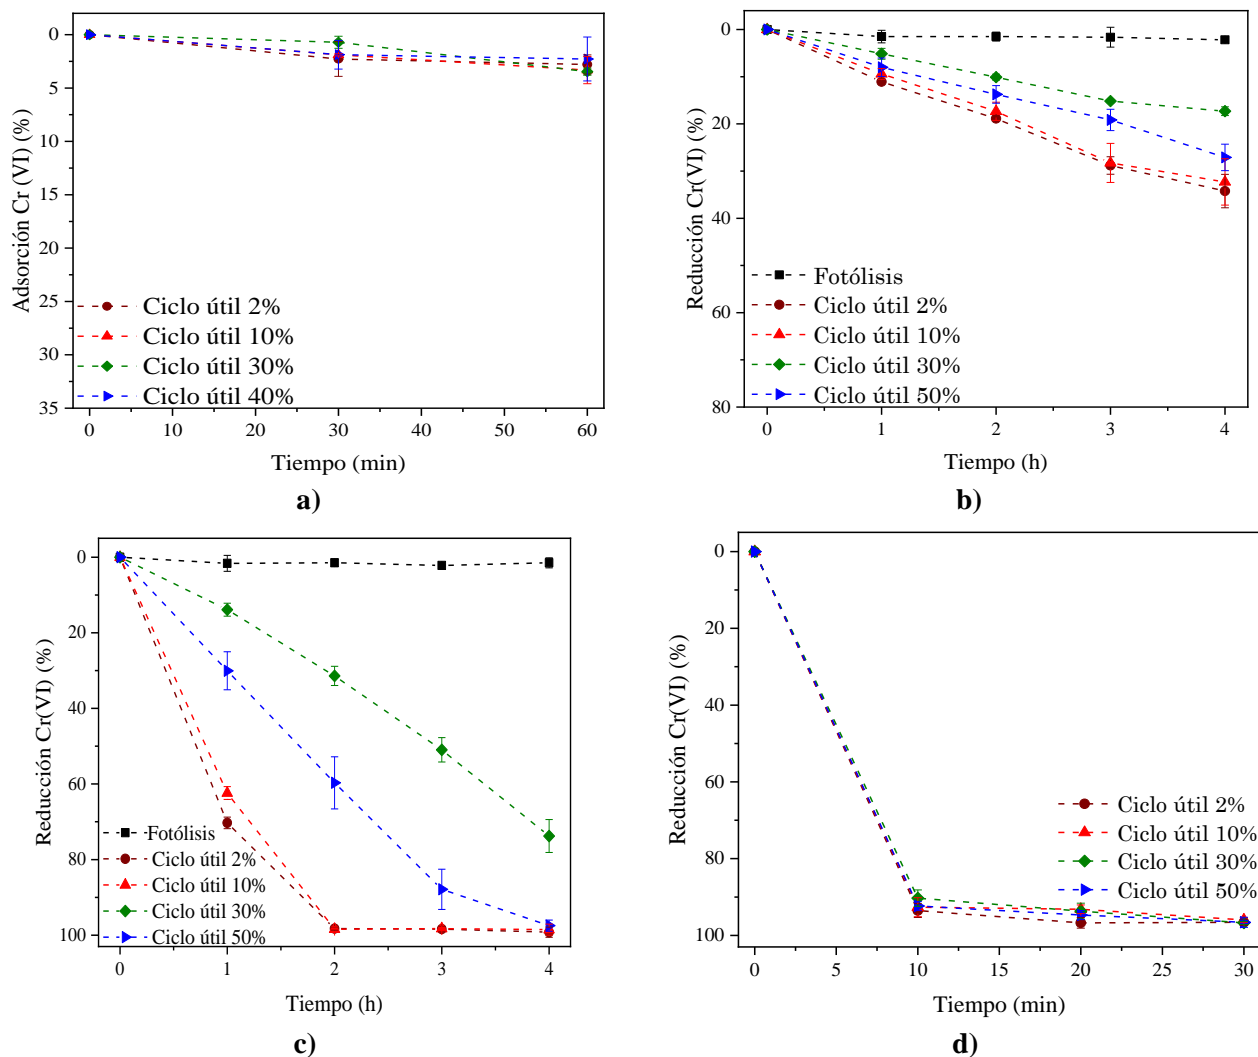 0
5
10
15
20
25
30
35
Adsorción Cr (VI) (%)
Ciclo útil 2%
Ciclo útil 10%
Ciclo útil 30%
Ciclo útil 40%
0 10 20 30 40 50 60
Tiempo (min)
a)
0
20
40
60
80
Reducción Cr(VI) (%)
Fotólisis
Ciclo útil 2%
Ciclo útil 10%
Ciclo útil 30%
Ciclo útil 50%
0 1 2 3 4
Tiempo (h)
b)
0
20
40
60
80
100
Reducción Cr(VI) (%)
Fotólisis
Ciclo útil 2%
Ciclo útil 10%
Ciclo útil 30%
Ciclo útil 50%
0 1 2 3 4
Tiempo (h)
c)
0
20
40
60
80
100
Reducción Cr(VI) (%)
Ciclo útil 2%
Ciclo útil 10%
Ciclo útil 30%
Ciclo útil 50%
0 5 10 15 20 25 30
Tiempo (min)
d)